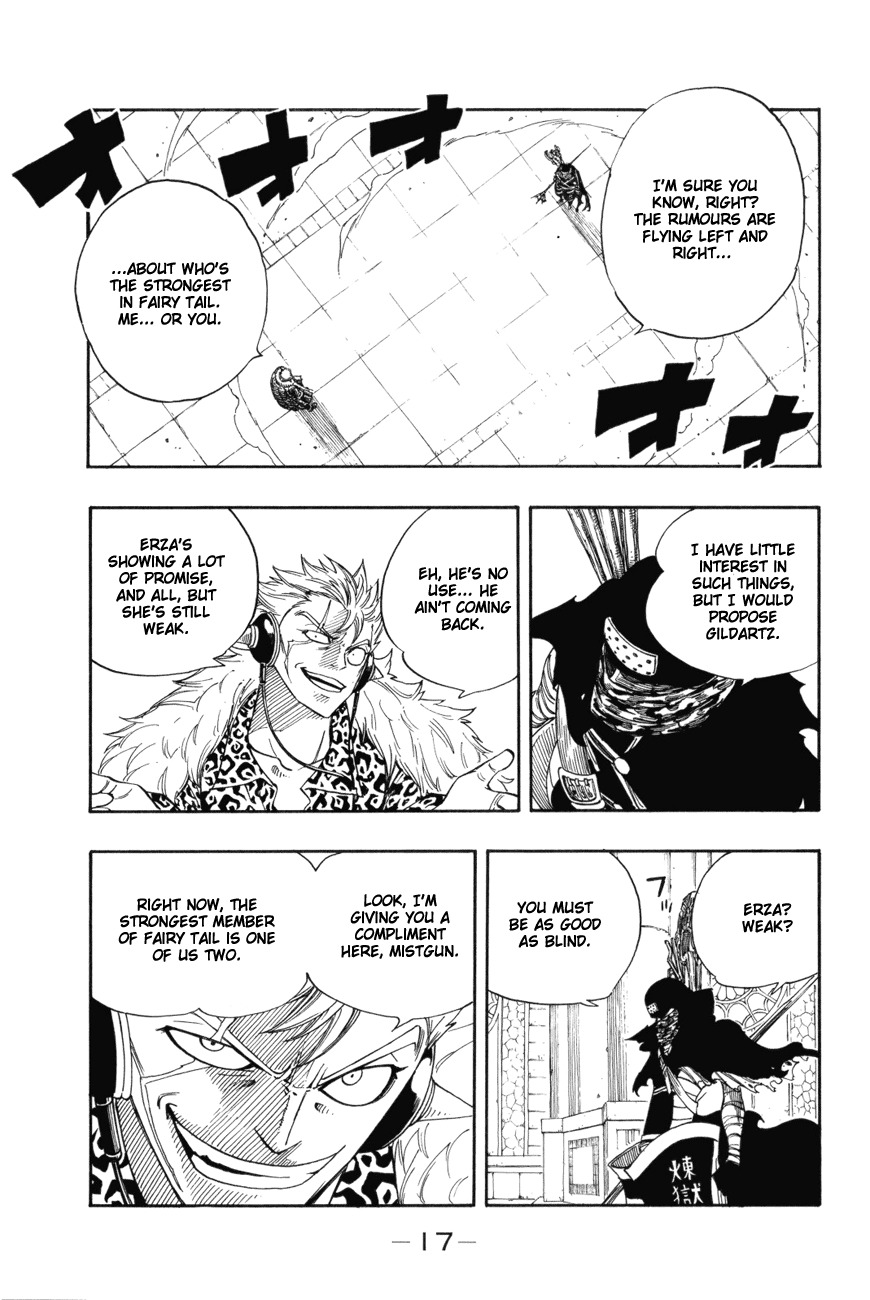 I'M SURE YOU
KNOW, RIGHT?
THE RUMOURS ARE
FLYING LEFT AND
RIGHT...
...ABOUT WHO'S
THE STRONGEST
IN FAIRY TAIL.
ME... OR YOU.
オオオ
オオ
I HAVE LITTLE
INTEREST IN
SUCH THINGS,
BUT I WOULD
PROPOSE
GILDARTZ.
EH, HE'S NO
USE... HE
AIN'T COMING
BACK.
ERZA'S
SHOWING A LOT
OF PROMISE,
AND ALL, BUT
SHE'S STILL
WEAK.
ERZA?
WEAK?
フ
YOU MUST
BE AS GOOD
AS BLIND.
煉獄
LOOK, I'M
GIVING YOU A
COMPLIMENT
HERE, MISTGUN.
RIGHT NOW, THE
STRONGEST MEMBER
OF FAIRY TAIL IS ONE
OF US TWO.
—17—